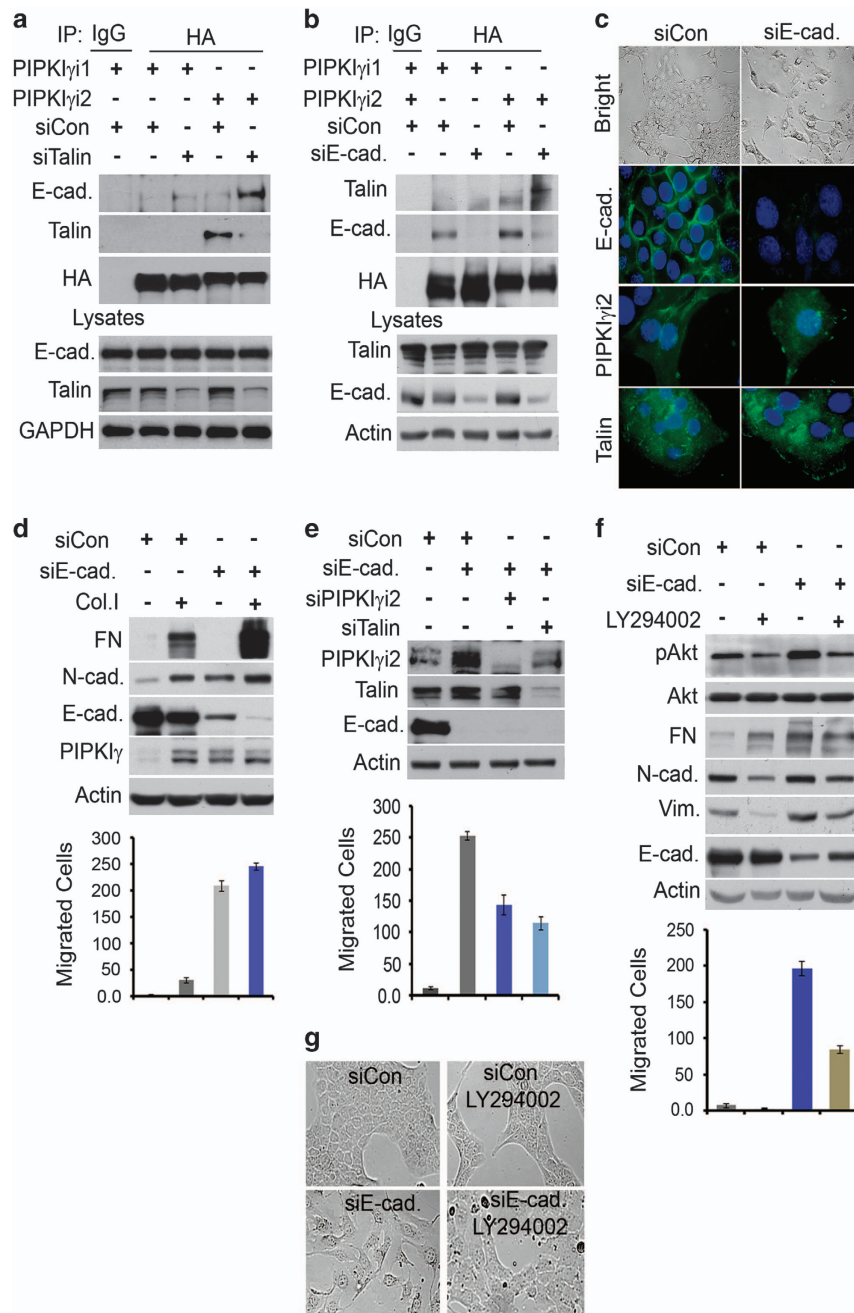 a
IP: IgG HA
PIPKIγi1 + + + - -
PIPKIγi2 - - - + +
siCon + + - + -
siTalin - - + - +
E-cad.
Talin
HA
Lysates
E-cad.
Talin
GAPDH
b
IP: IgG HA
PIPKIγi1 + + + - -
PIPKIγi2 + - - + +
siCon + + - + -
siE-cad. - - + - +
Talin
E-cad.
HA
Lysates
Talin
E-cad.
Actin
c
siCon siE-cad.
Bright
E-cad.
PIPKIγi2
Talin
d
siCon + + - -
siE-cad. - - + +
Col.I - + - +
FN
N-cad.
E-cad.
PIPKIγ
Actin
Migrated Cells
300
250
200
150
100
50
0.0
e
siCon + + - -
siE-cad. - + + +
siPIPKIγi2 - - + -
siTalin - - - +
PIPKIγi2
Talin
E-cad.
Actin
Migrated Cells
300
250
200
150
100
50
0.0
f
siCon + + - -
siE-cad. - - + +
LY294002 - + - +
pAkt
Akt
FN
N-cad.
Vim.
E-cad.
Actin
Migrated Cells
250
200
150
100
50
0.0
g
siCon
siCon
LY294002
siE-cad.
siE-cad.
LY294002